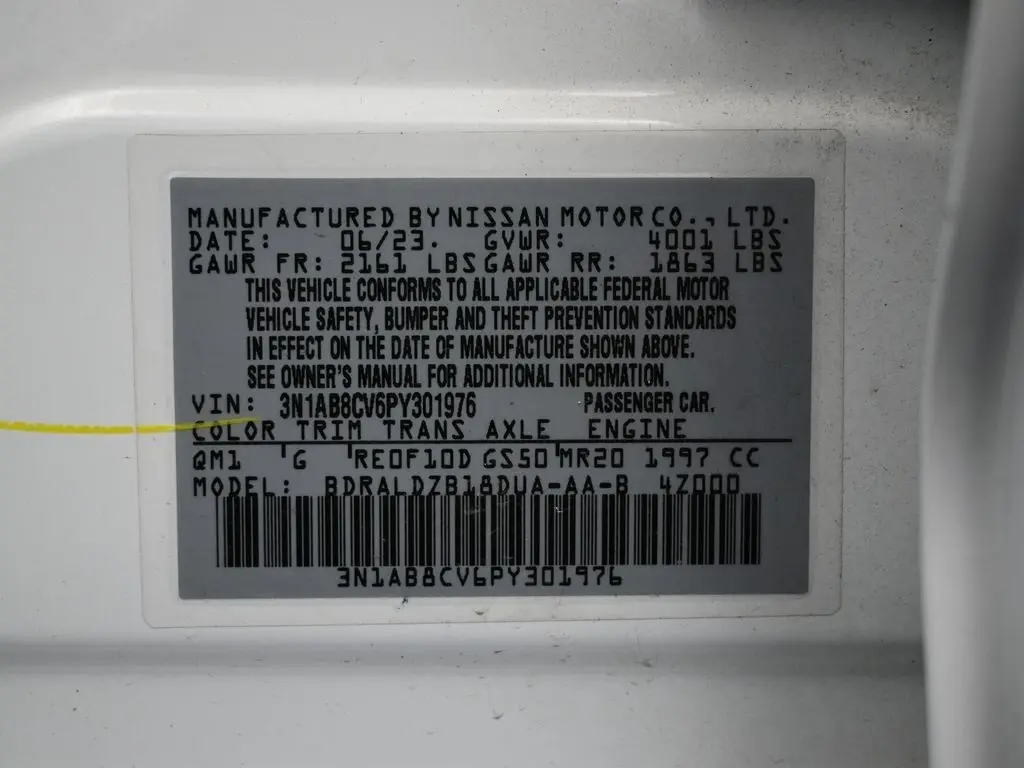 MANUFACTURED BY NISSAN MOTOR CO., LTD.
DATE: 06/23. GVWR: 4001 LBS
GAWR FR: 2161 LBS GAWR RR: 1863 LBS
THIS VEHICLE CONFORMS TO ALL APPLICABLE FEDERAL MOTOR
VEHICLE SAFETY, BUMPER AND THEFT PREVENTION STANDARDS
IN EFFECT ON THE DATE OF MANUFACTURE SHOWN ABOVE.
SEE OWNER'S MANUAL FOR ADDITIONAL INFORMATION.
VIN: 3N1AB8CV6PY301976 PASSENGER CAR.
COLOR TRIM TRANS AXLE ENGINE
QM1 G RE0F10D GS50 MR20 1997 CC
MODEL: BDRALDZB18DUA-AA-B 4Z000
3N1AB8CV6PY301976